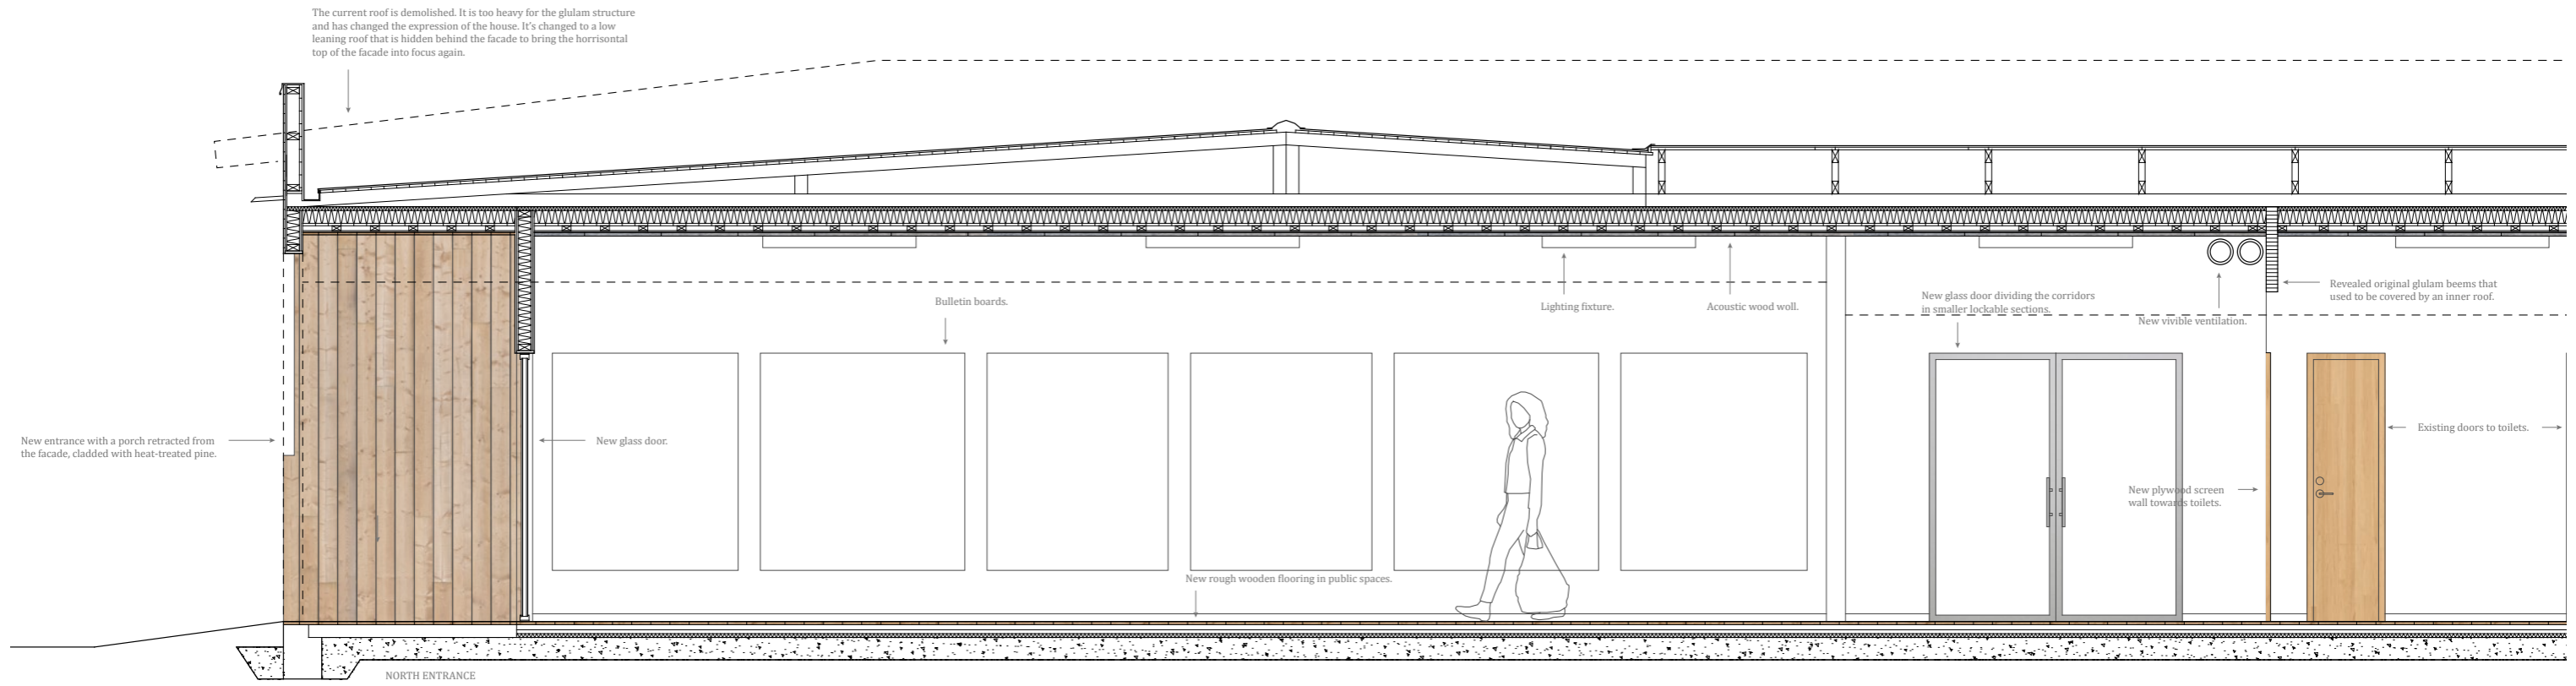 The current roof is demolished. It is too heavy for the glulam structure
and has changed the expression of the house. It's changed to a low
leaning roof that is hidden behind the facade to bring the horrisontal
top of the facade into focus again.
Bulletin boards.
Lighting fixture.
Acoustic wood woll.
New glass door dividing the corridors
in smaller lockable sections.
New vivible ventilation.
Revealed original glulam beems that
used to be covered by an inner roof.
New entrance with a porch retracted from
the facade, cladded with heat-treated pine.
New glass door.
Existing doors to toilets.
New plywood screen
wall towards toilets.
New rough wooden flooring in public spaces.
NORTH ENTRANCE